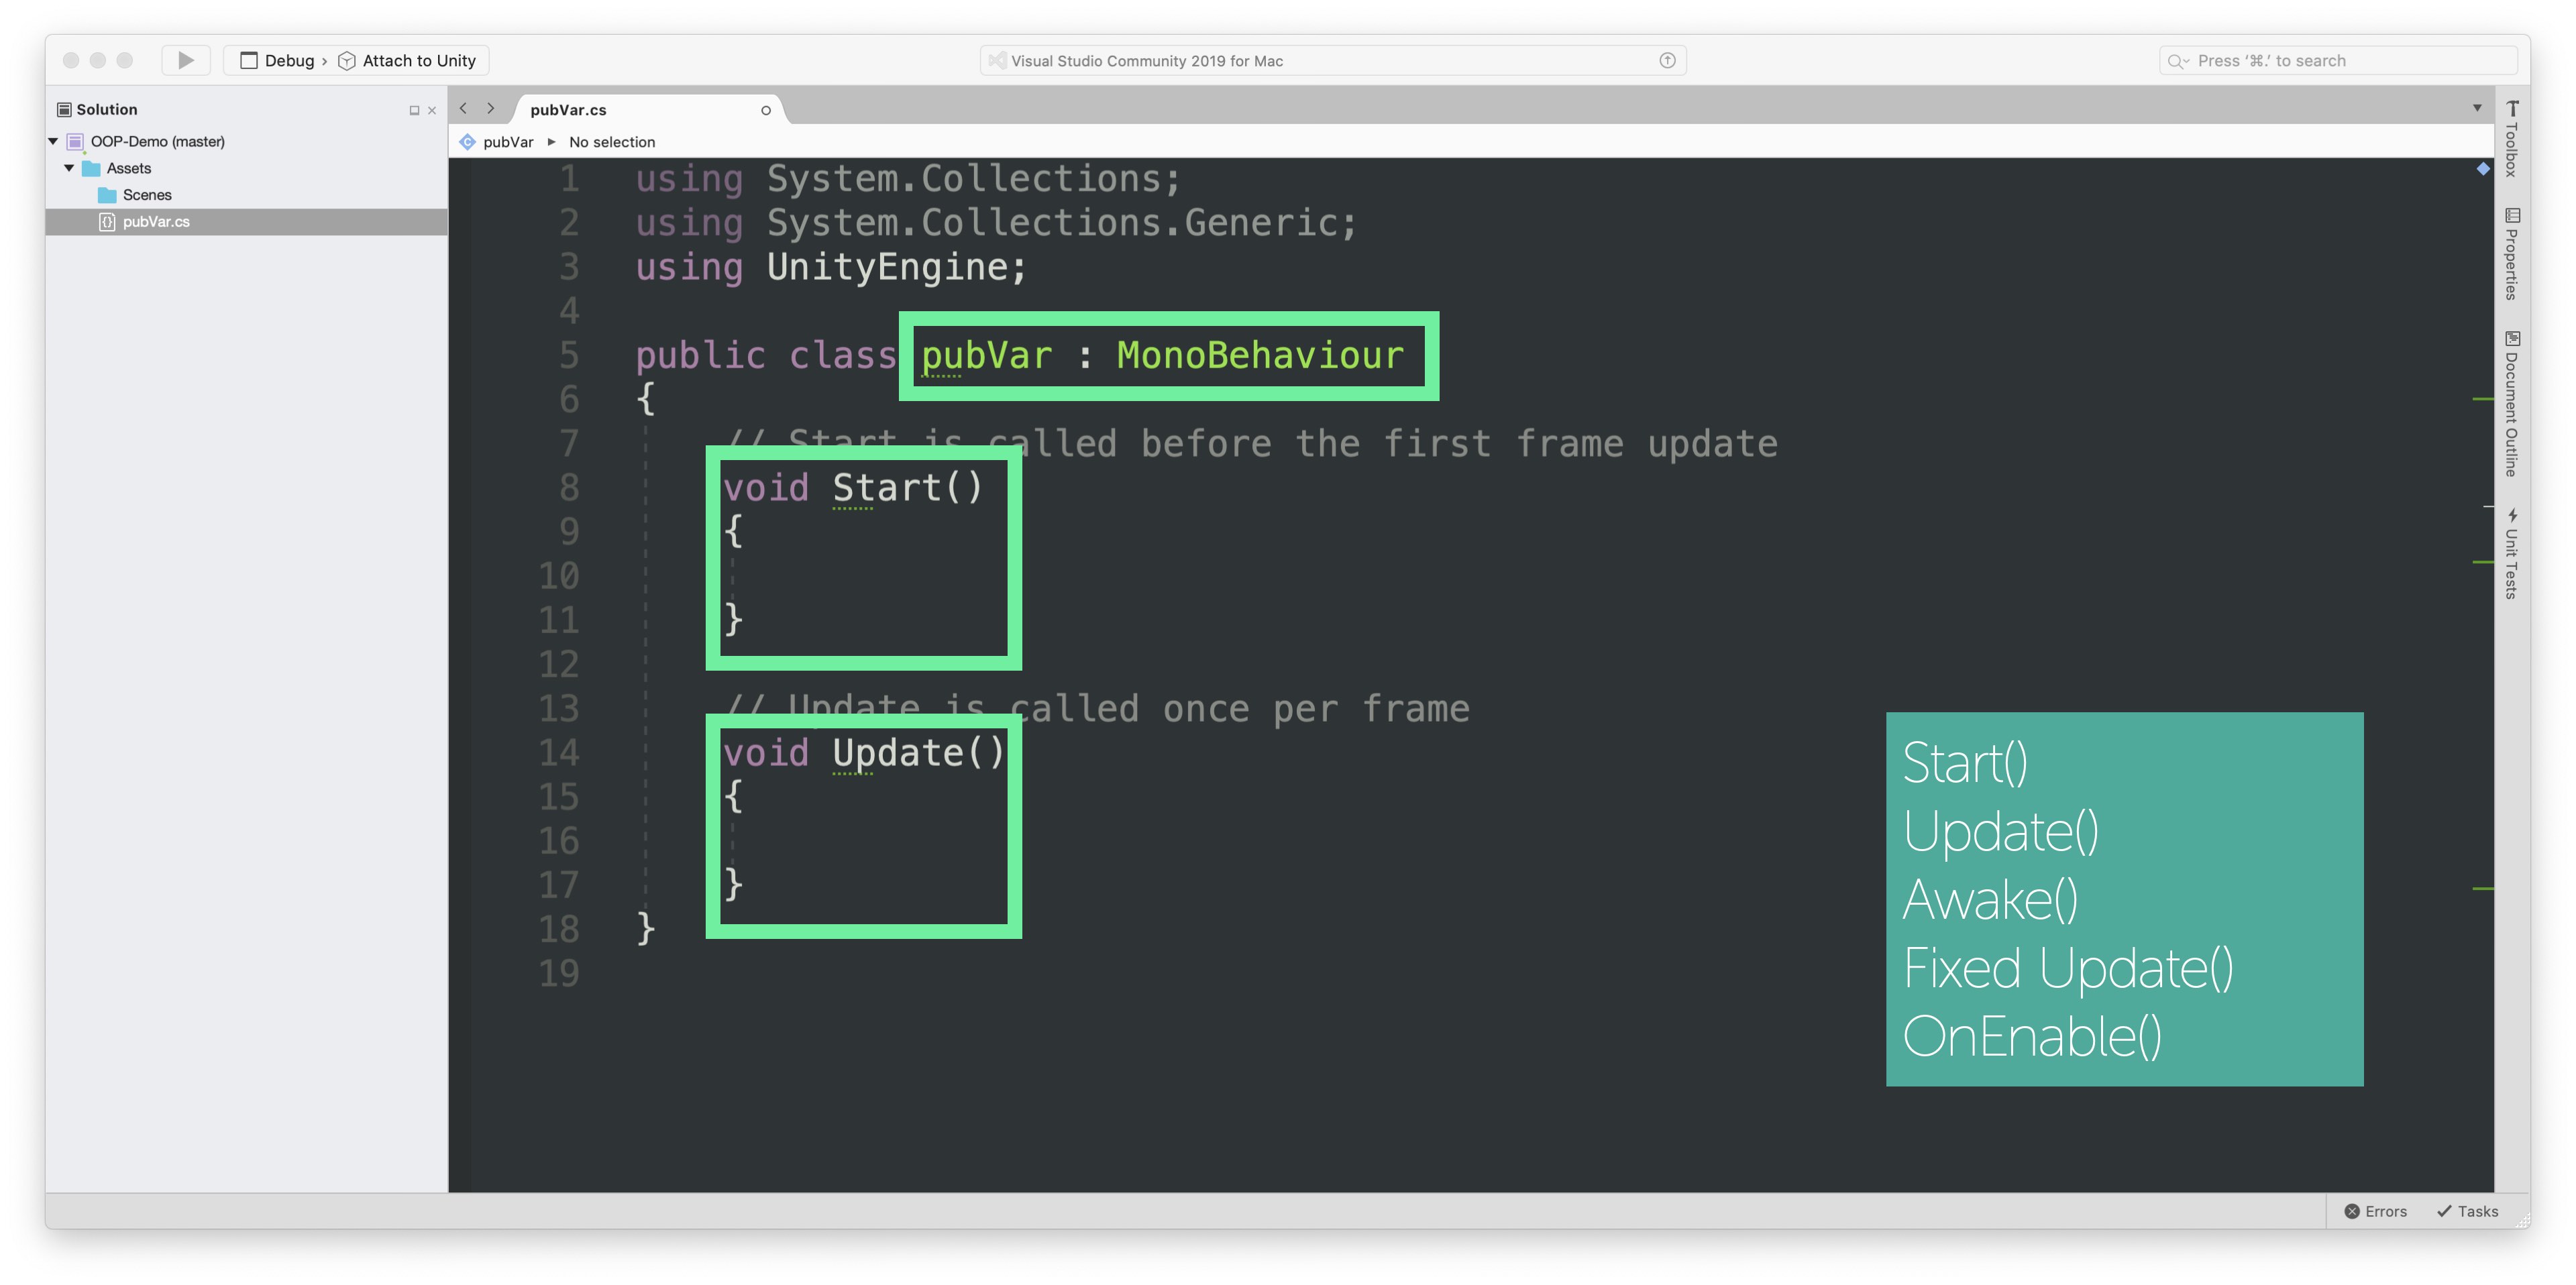 Debug › Attach to Unity
Visual Studio Community 2019 for Mac
Press ‘⌘.’ to search
Solution
OOP-Demo (master)
Assets
Scenes
pubVar.cs
pubVar.cs
pubVar ▸ No selection
1 using System.Collections;
2 using System.Collections.Generic;
3 using UnityEngine;
4
5 public class pubVar : MonoBehaviour
6 {
7 // Start is called before the first frame update
8 void Start()
9 {
10
11 }
12
13 // Update is called once per frame
14 void Update()
15 {
16
17 }
18 }
19
Start()
Update()
Awake()
Fixed Update()
OnEnable()
Toolbox
Properties
Document Outline
Unit Tests
Errors
Tasks